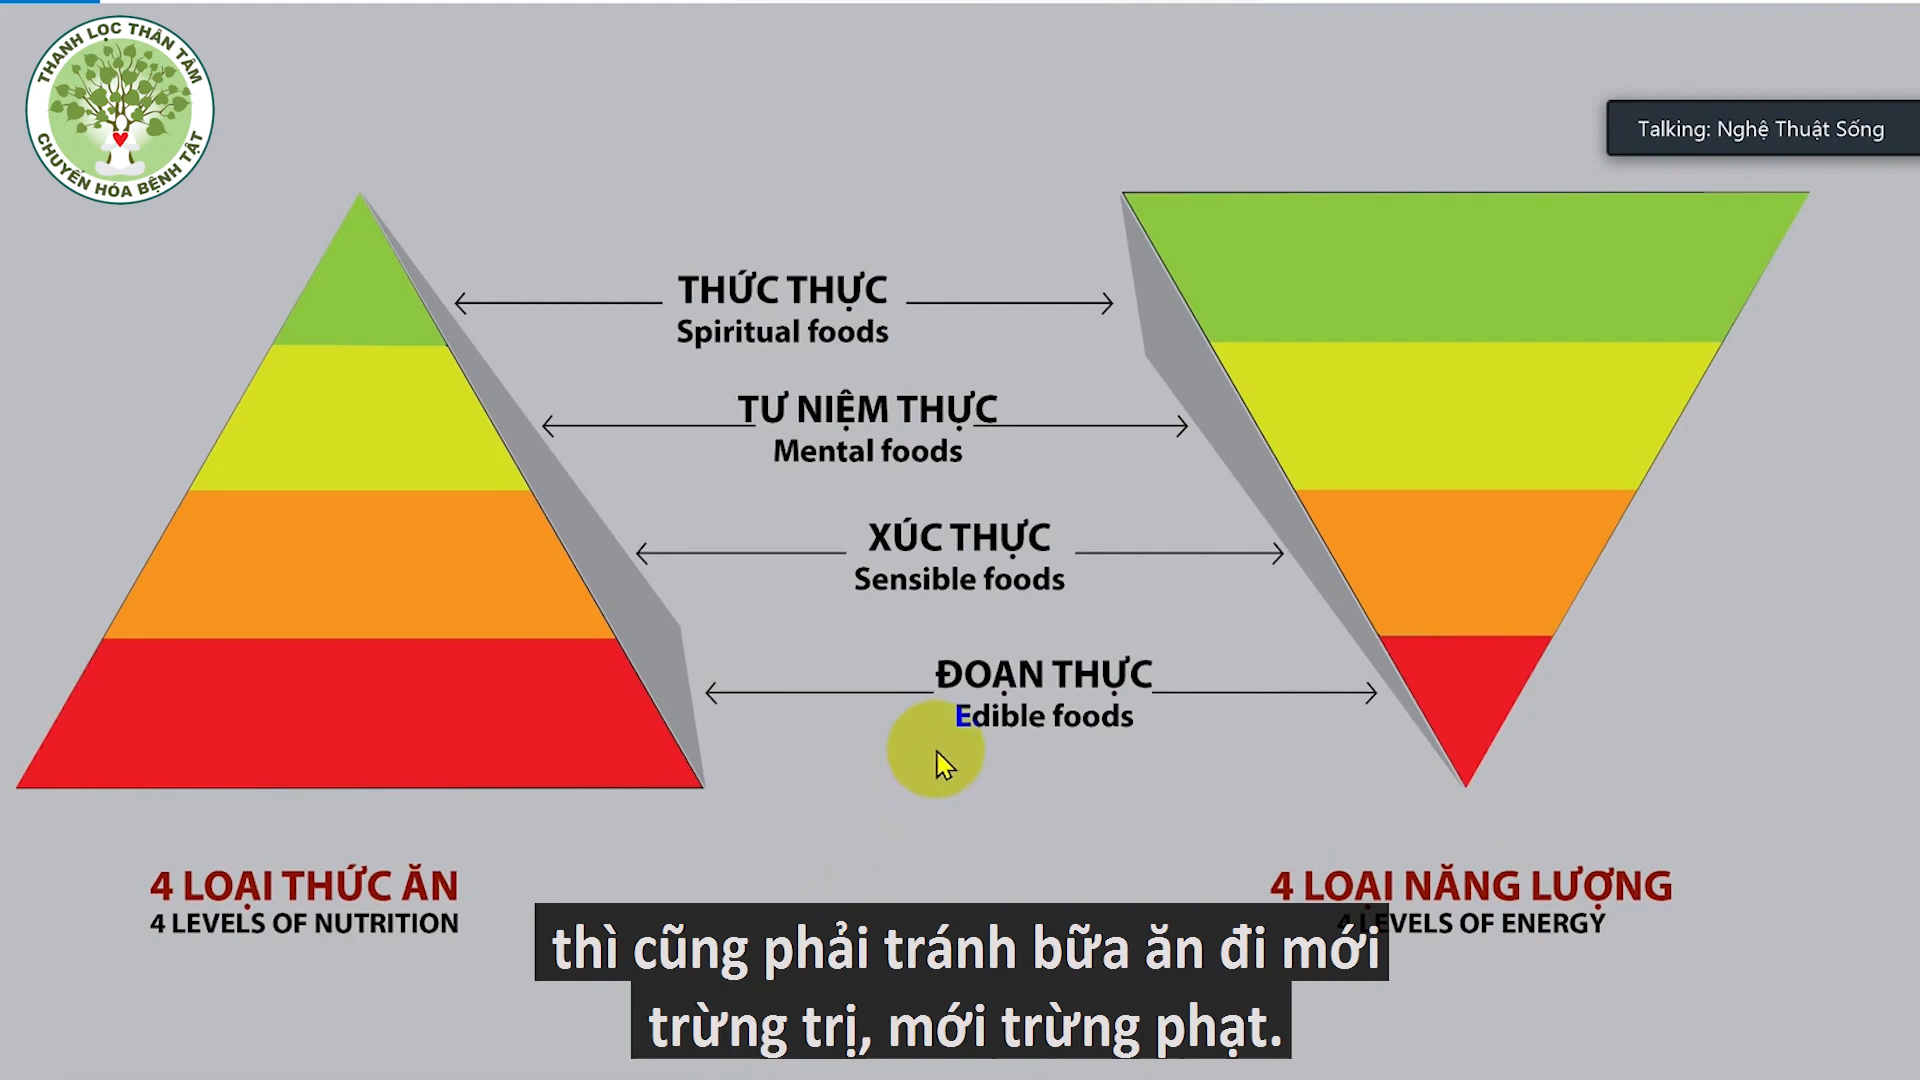 THANH LỌC THÂN TÂM
CHUYỂN HÓA BỆNH TẬT
Talking: Nghệ Thuật Sống
THỨC THỰC
Spiritual foods
TƯ NIỆM THỰC
Mental foods
XÚC THỰC
Sensible foods
ĐOẠN THỰC
Edible foods
4 LOẠI THỨC ĂN
4 LEVELS OF NUTRITION
4 LOẠI NĂNG LƯỢNG
4 LEVELS OF ENERGY
thì cũng phải tránh bữa ăn đi mới
trừng trị, mới trừng phạt.